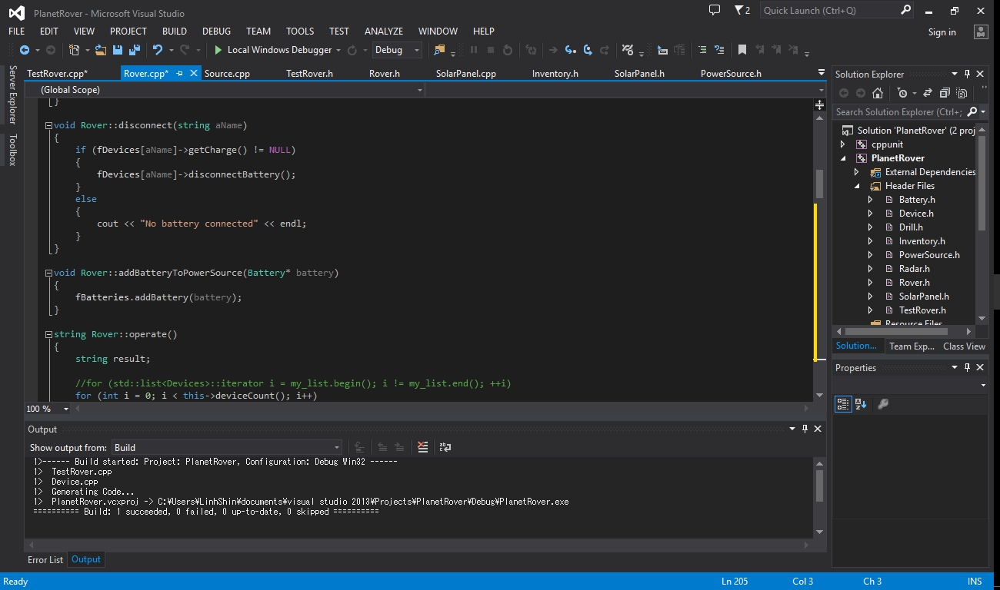 PlanetRover - Microsoft Visual Studio
2
Quick Launch (Ctrl+Q)
FILE EDIT VIEW PROJECT BUILD DEBUG TEAM TOOLS TEST ANALYZE WINDOW HELP
Sign in
Local Windows Debugger
Debug
Server Explorer
Toolbox
TestRover.cpp* Rover.cpp* Source.cpp TestRover.h Rover.h SolarPanel.cpp Inventory.h SolarPanel.h PowerSource.h
(Global Scope)
}
void Rover::disconnect(string aName)
{
if (fDevices[aName]->getCharge() != NULL)
{
fDevices[aName]->disconnectBattery();
}
else
{
cout << "No battery connected" << endl;
}
}
void Rover::addBatteryToPowerSource(Battery* battery)
{
fBatteries.addBattery(battery);
}
string Rover::operate()
{
string result;
//for (std::list<Devices>::iterator i = my_list.begin(); i != my_list.end(); ++i)
for (int i = 0; i < this->deviceCount(); i++)
100 %
Solution Explorer
Search Solution Explorer (Ctrl+;
Solution 'PlanetRover' (2 proj
cppunit
PlanetRover
External Dependencies
Header Files
Battery.h
Device.h
Drill.h
Inventory.h
PowerSource.h
Radar.h
Rover.h
SolarPanel.h
TestRover.h
Resource Files
Solution... Team Exp... Class View
Properties
Output
Show output from: Build
1>------ Build started: Project: PlanetRover, Configuration: Debug Win32 ------
1> TestRover.cpp
1> Device.cpp
1> Generating Code...
1> PlanetRover.vcxproj -> C:¥Users¥LinhShin¥documents¥visual studio 2013¥Projects¥PlanetRover¥Debug¥PlanetRover.exe
========== Build: 1 succeeded, 0 failed, 0 up-to-date, 0 skipped ==========
Error List Output
Ready
Ln 205 Col 3 Ch 3 INS